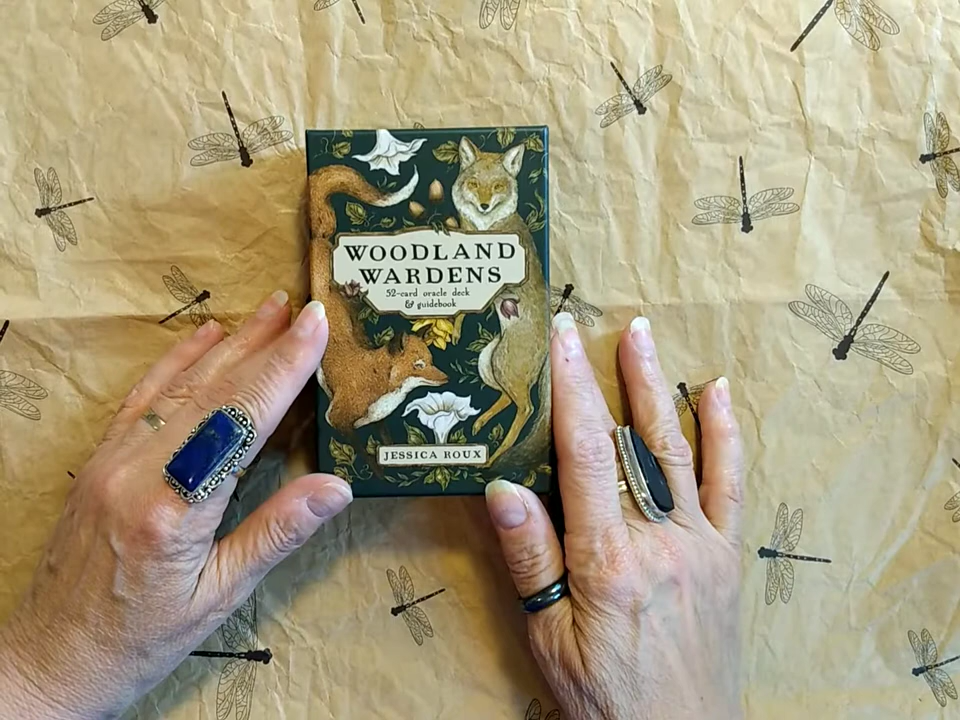 WOODLAND
WARDENS
52-card oracle deck
& guidebook
JESSICA ROUX